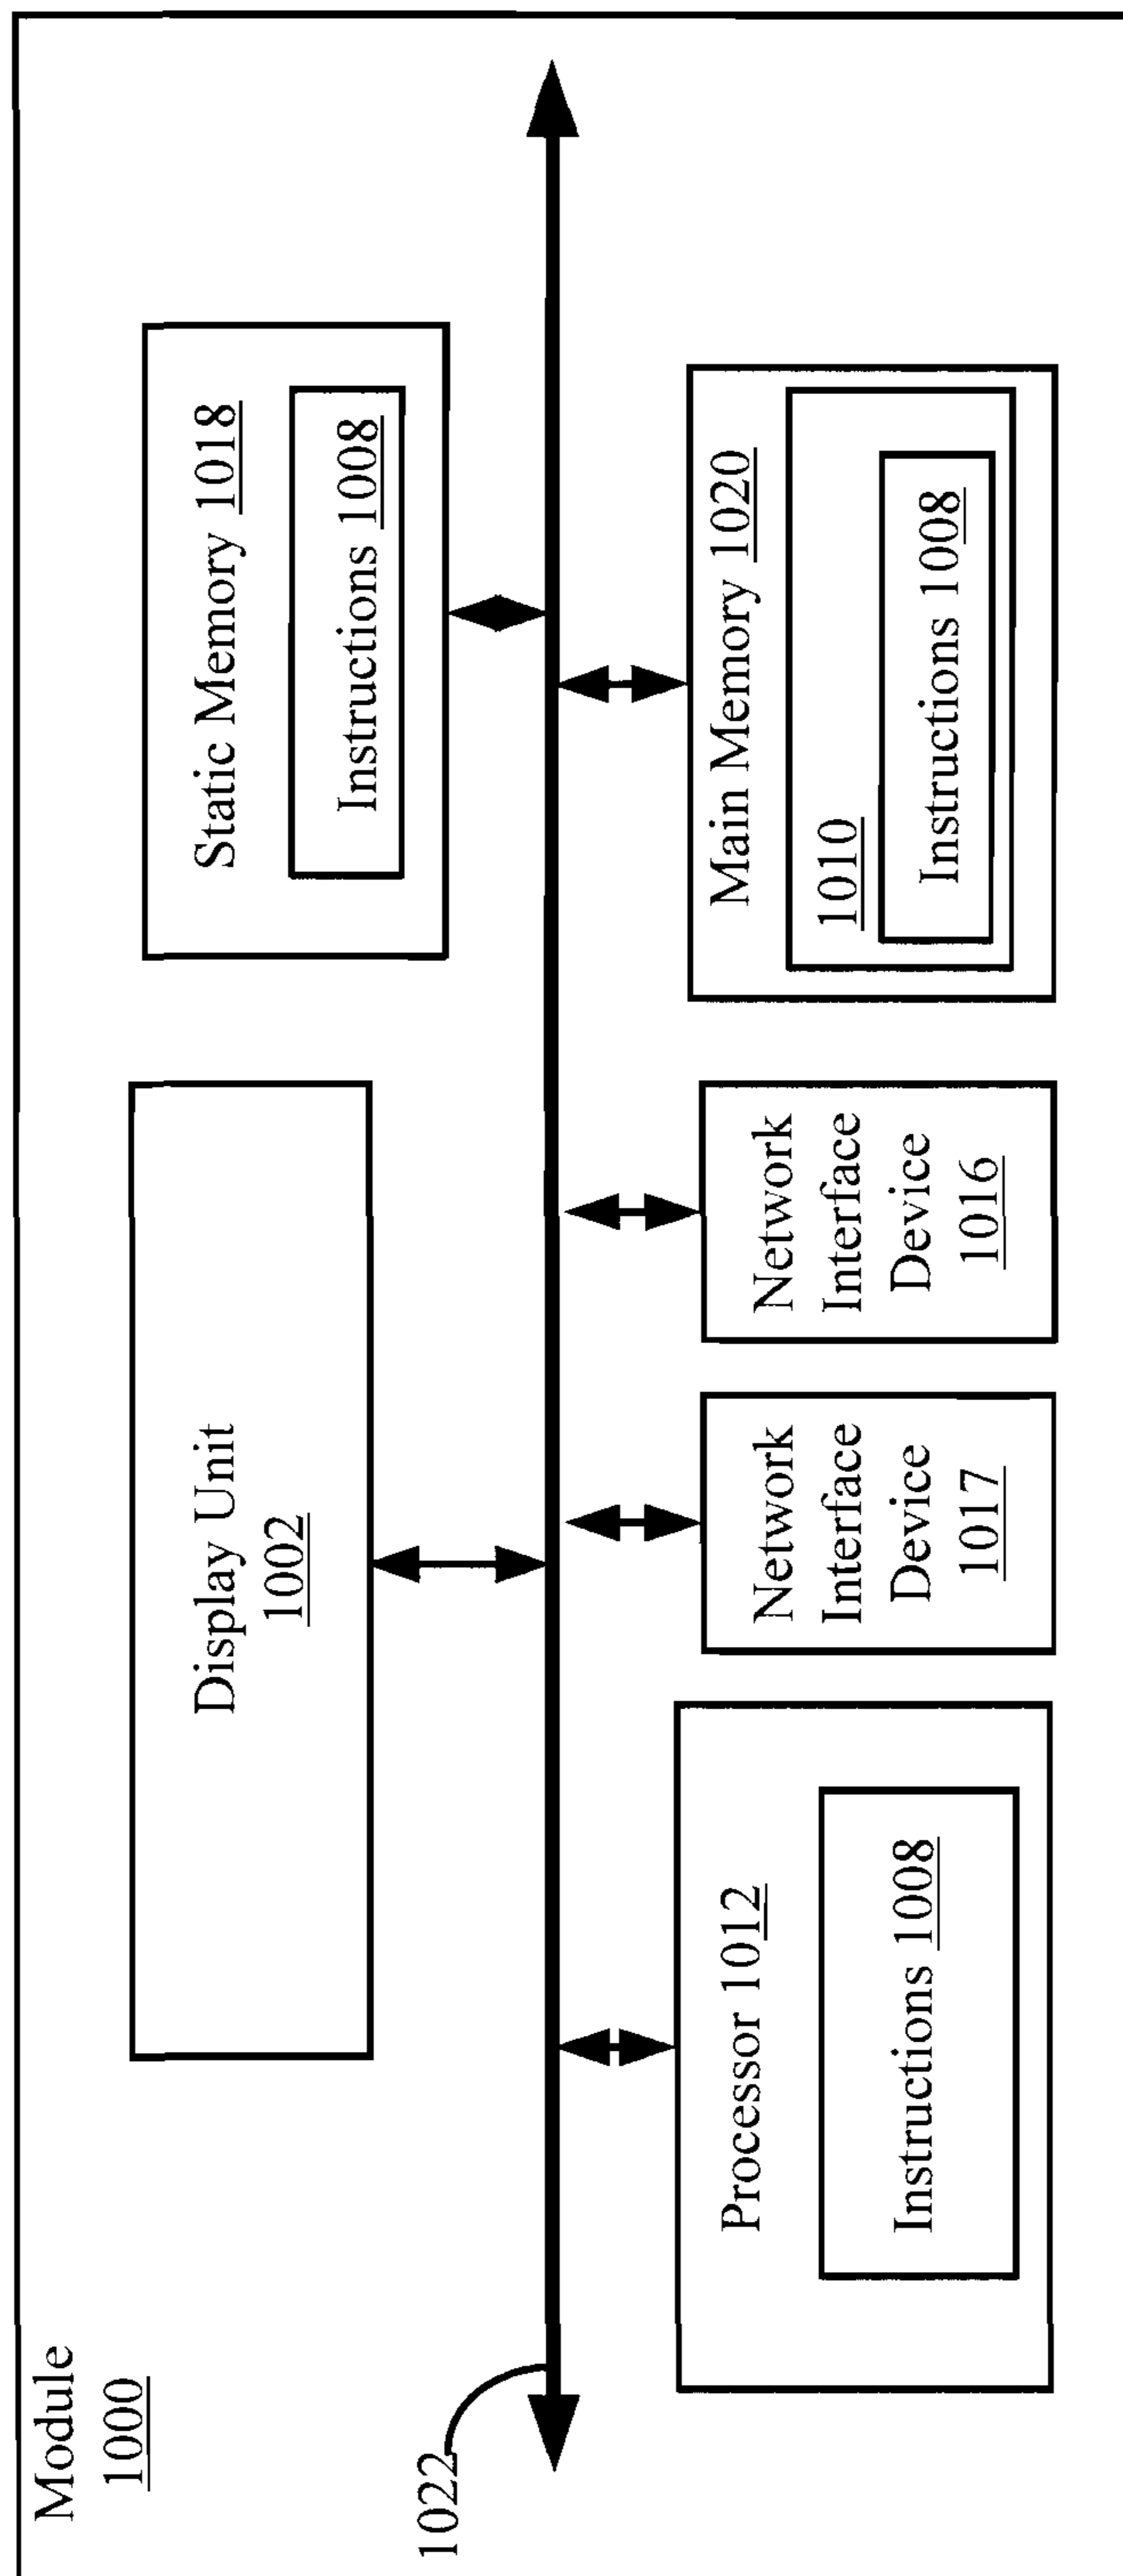 Module
1000
Display Unit
1002
Static Memory 1018
Instructions 1008
1022
Processor 1012
Instructions 1008
Network
Interface
Device
1017
Network
Interface
Device
1016
Main Memory 1020
1010
Instructions 1008